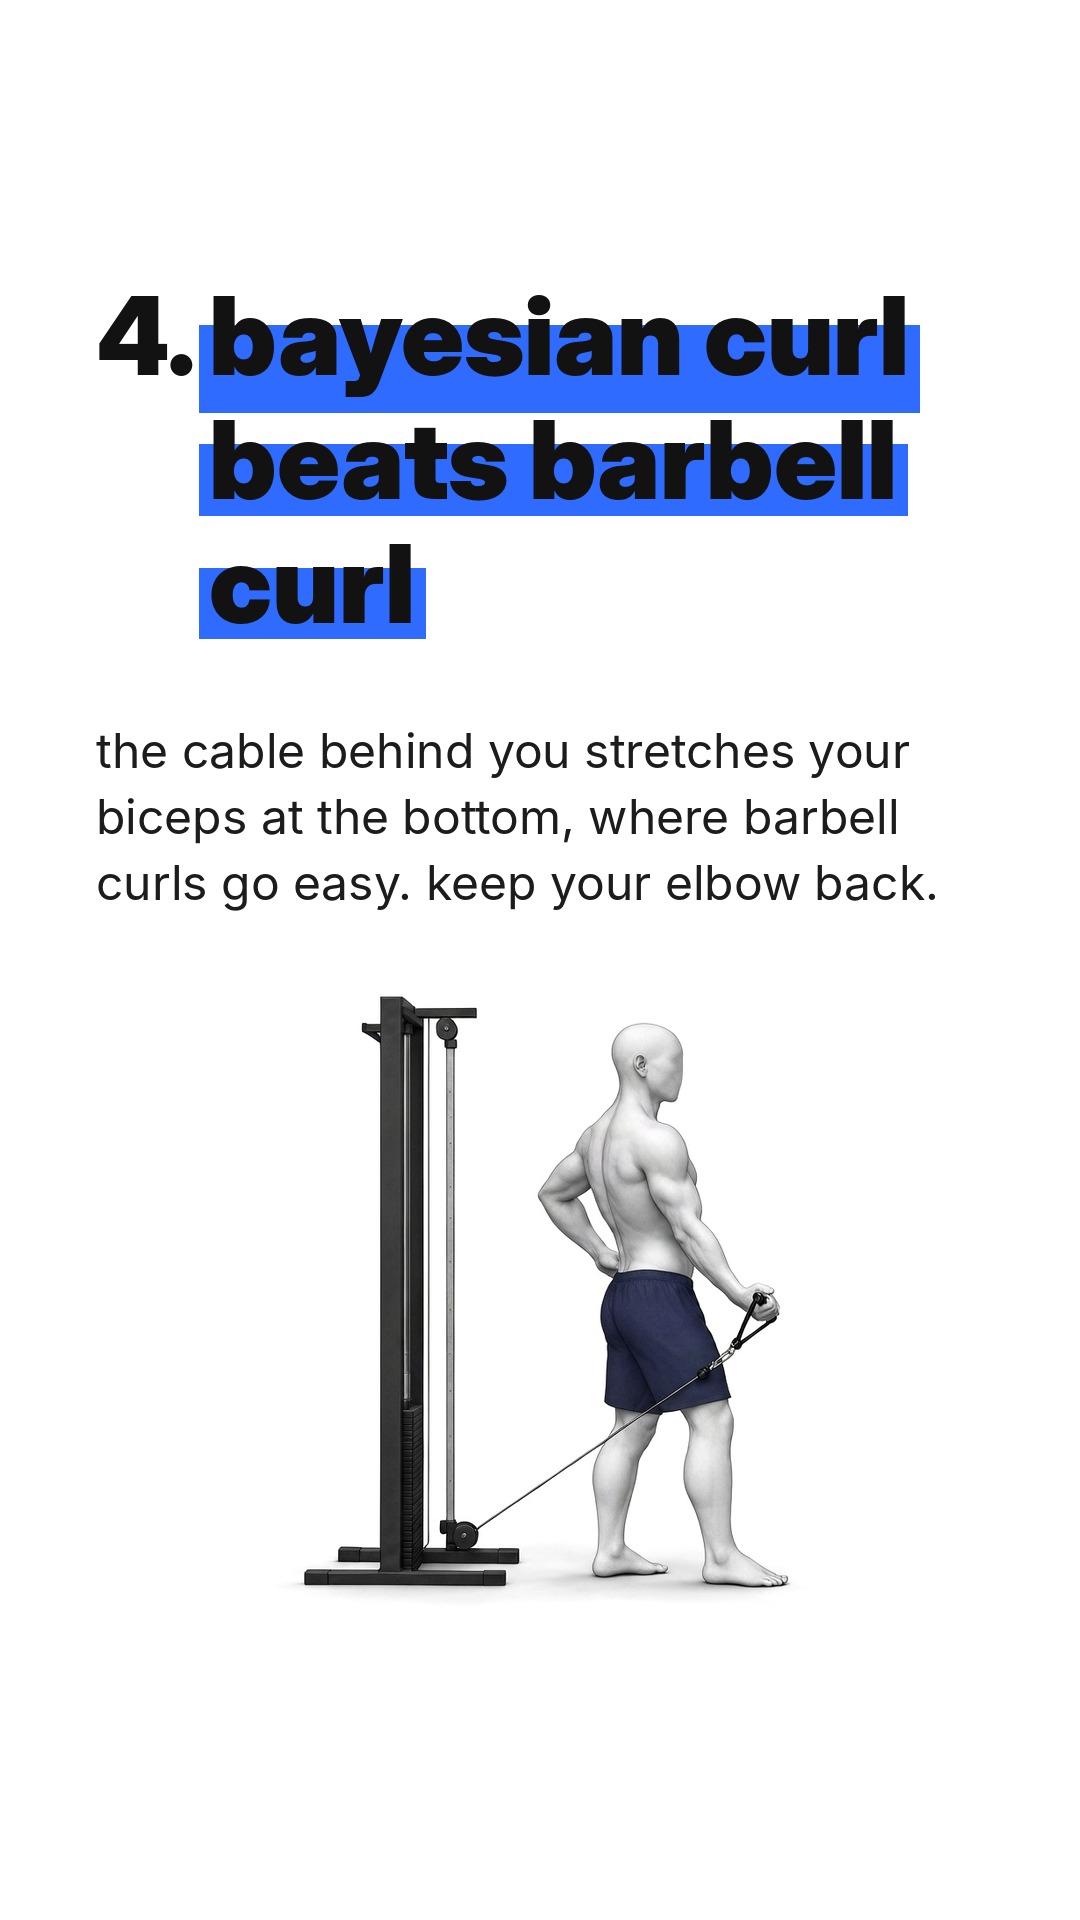 4. bayesian curl
beats barbell
curl
the cable behind you stretches your
biceps at the bottom, where barbell
curls go easy. keep your elbow back.